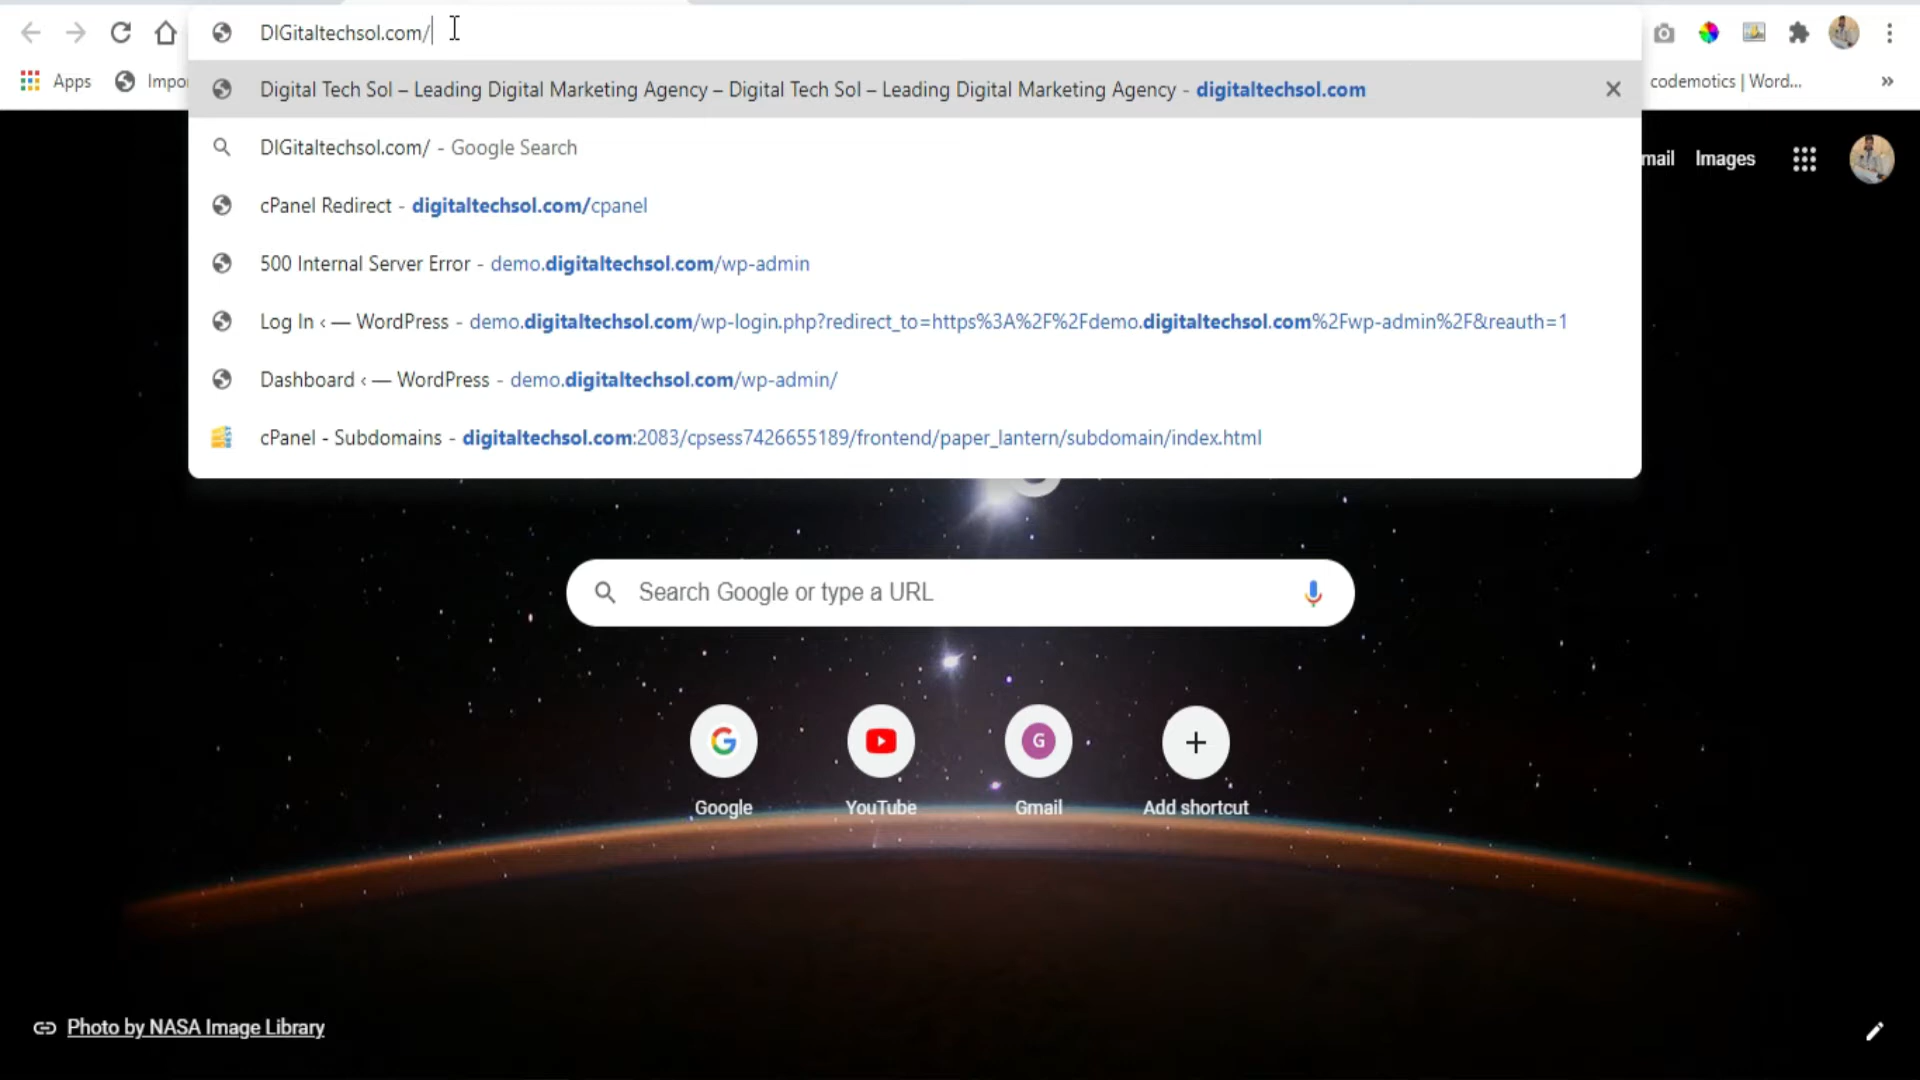 DIGitaltechsol.com/
Apps
Impor
codemotics | Word...
»
Digital Tech Sol – Leading Digital Marketing Agency – Digital Tech Sol – Leading Digital Marketing Agency - digitaltechsol.com
DIGitaltechsol.com/ - Google Search
cPanel Redirect - digitaltechsol.com/cpanel
500 Internal Server Error - demo.digitaltechsol.com/wp-admin
Log In ‹ — WordPress - demo.digitaltechsol.com/wp-login.php?redirect_to=https%3A%2F%2Fdemo.digitaltechsol.com%2Fwp-admin%2F&reauth=1
Dashboard ‹ — WordPress - demo.digitaltechsol.com/wp-admin/
cPanel - Subdomains - digitaltechsol.com:2083/cpsess7426655189/frontend/paper_lantern/subdomain/index.html
mail Images
Search Google or type a URL
G
Google
YouTube
Gmail
Add shortcut
Photo by NASA Image Library